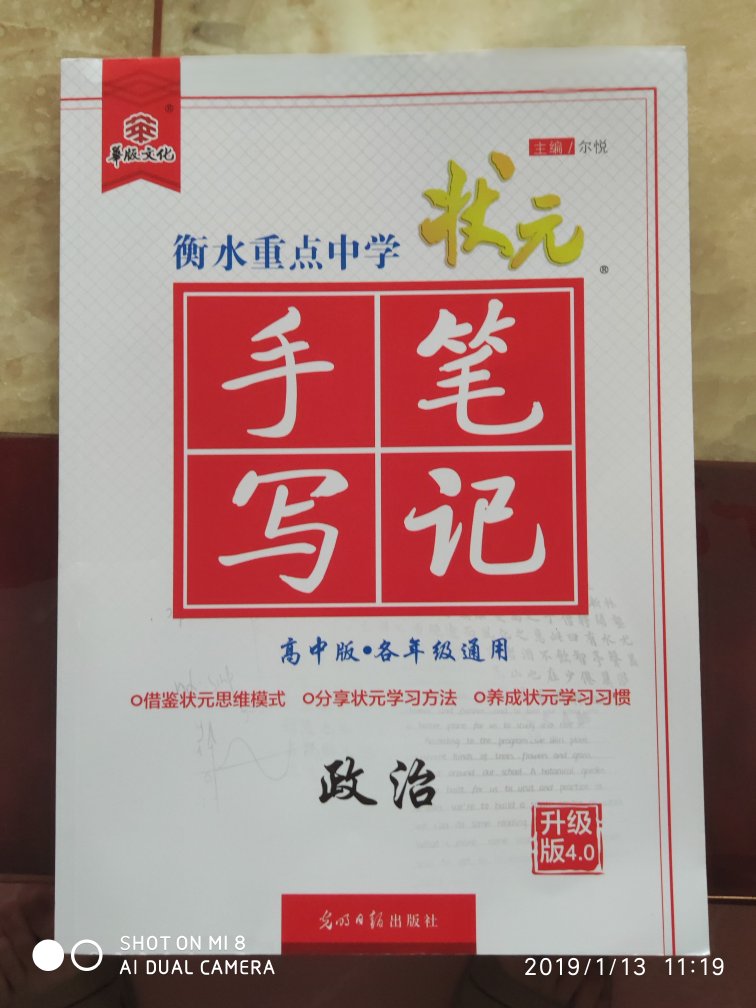 華版文化
®
主编/尔悦
衡水重点中学
状元
®
手笔
写记
高中版•各年级通用
借鉴状元思维模式 分享状元学习方法 养成状元学习习惯
政治
升级
版4.0
光明日报出版社
SHOT ON MI 8
AI DUAL CAMERA
2019/1/13 11:19